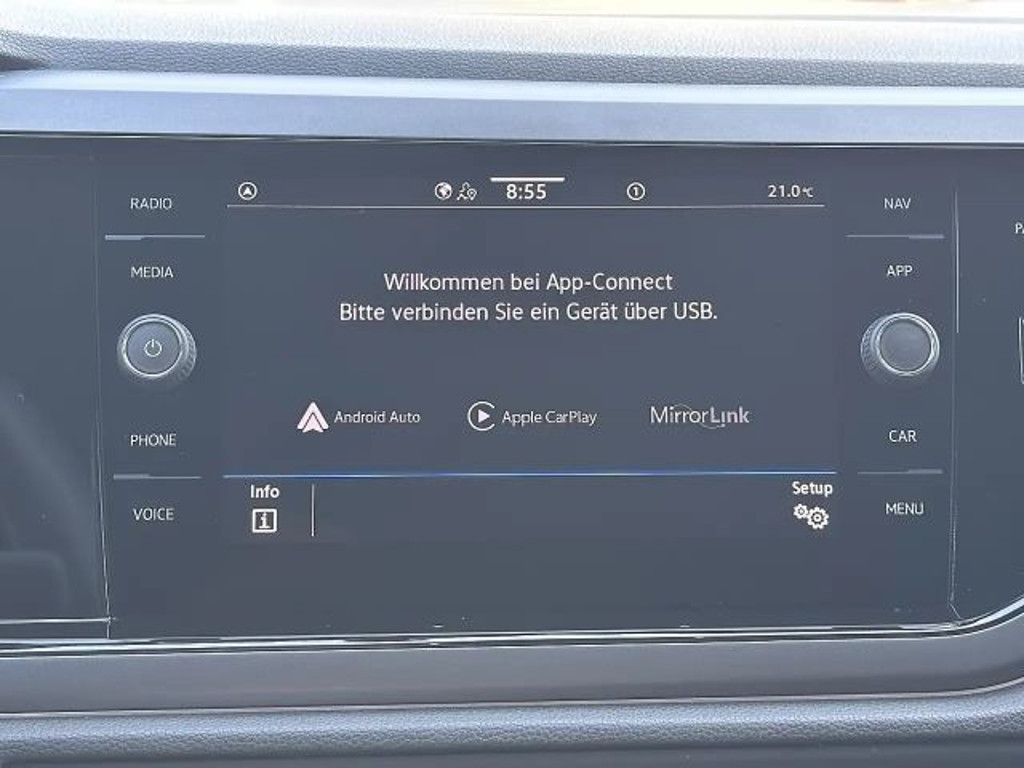 RADIO
MEDIA
PHONE
VOICE
8:55
1
21.0°C
Willkommen bei App-Connect
Bitte verbinden Sie ein Gerät über USB.
Android Auto
Apple CarPlay
MirrorLink
Info
i
Setup
NAV
APP
CAR
MENU